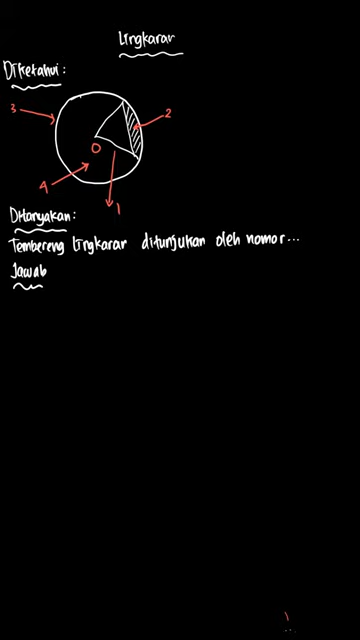 Lingkaran
Diketahui:
3
2
O
4
1
Ditanyakan:
Tembereng lingkaran ditunjukan oleh nomor...
Jawab